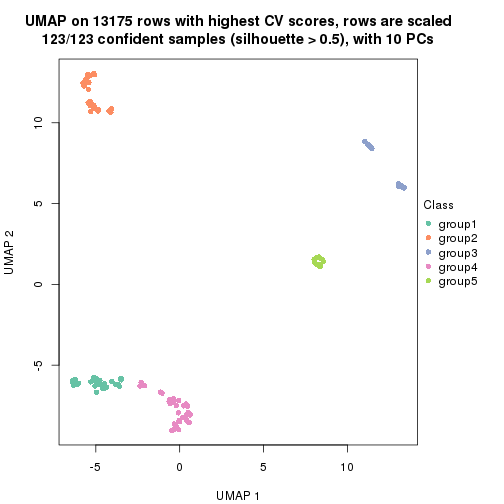 UMAP on 13175 rows with highest CV scores, rows are scaled
123/123 confident samples (silhouette > 0.5), with 10 PCs
10
5
0
-5
UMAP 2
-5
0
5
10
UMAP 1
Class
group1
group2
group3
group4
group5